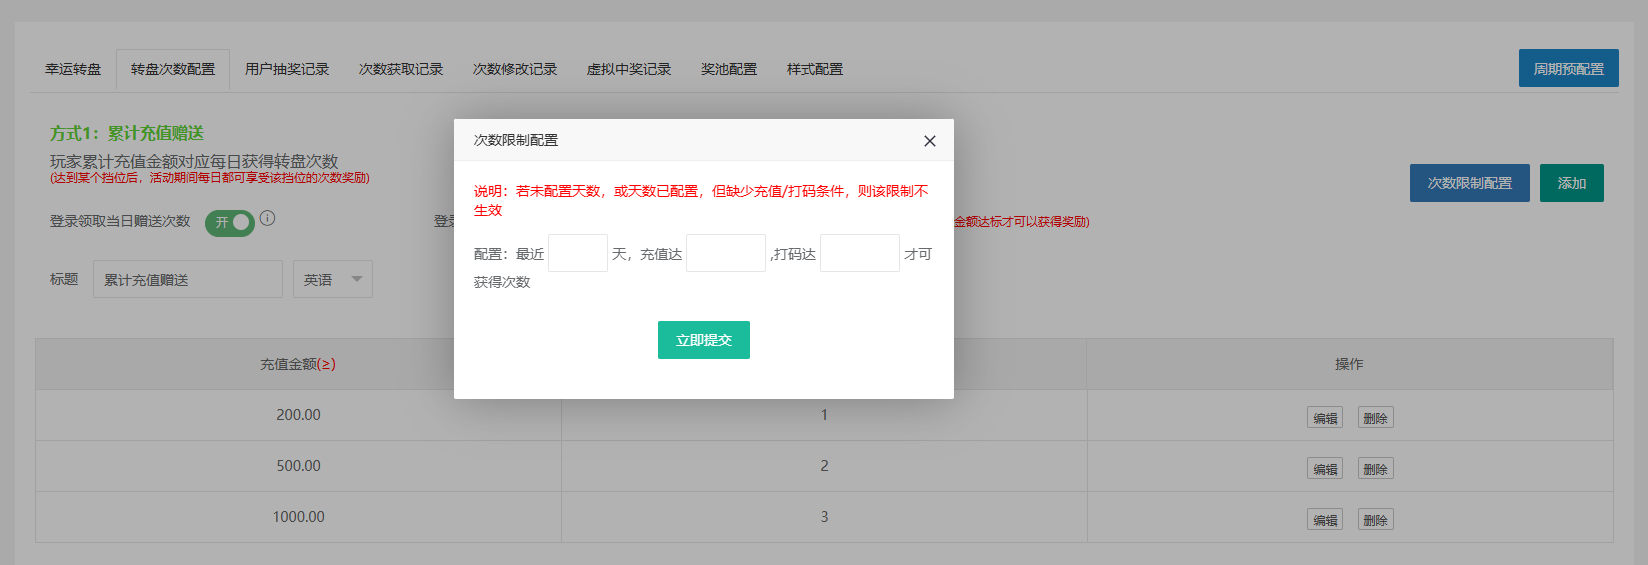 幸运转盘 转盘次数配置 用户抽奖记录 次数获取记录 次数修改记录 虚拟中奖记录 奖池配置 样式配置 周期预配置
方式1：累计充值赠送
玩家累计充值金额对应每日获得转盘次数
(达到某个挡位后，活动期间每日都可享受该挡位的次数奖励)
次数限制配置 添加
登录领取当日赠送次数 开 登 金额达标才可以获得奖励)
标题 累计充值赠送 英语
次数限制配置
说明：若未配置天数，或天数已配置，但缺少充值/打码条件，则该限制不
生效
配置：最近 天，充值达 ,打码达 才可
获得次数
立即提交
充值金额(≥) 操作
200.00 1 编辑 删除
500.00 2 编辑 删除
1000.00 3 编辑 删除